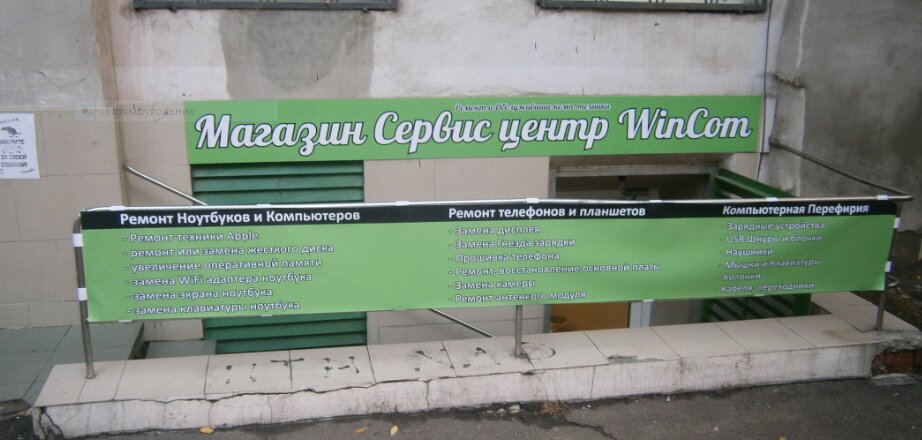 Прямоугольник
Ремонт и Обслуживание комп.техники
Магазин Сервис центр WinCom
Ремонт Ноутбуков и Компьютеров
- Ремонт техники Apple
- ремонт или замена жесткого диска
- увеличение оперативной памяти
- замена WiFi адаптера ноутбука
- замена экрана ноутбука
- замена клавиатуры ноутбука
Ремонт телефонов и планшетов
- Замена дисплея
- Замена Гнезда зарядки
- Прошивка телефона
- Ремонт, восстановление основной платы
- Замена камеры
- Ремонт антенного модуля
Компьютерная Перефирия
- Зарядные устройства
- USB Шнуры и блочки
- Наушники
- Мышки и Клавиатуры
- Колонки
- Кабеля, переходники